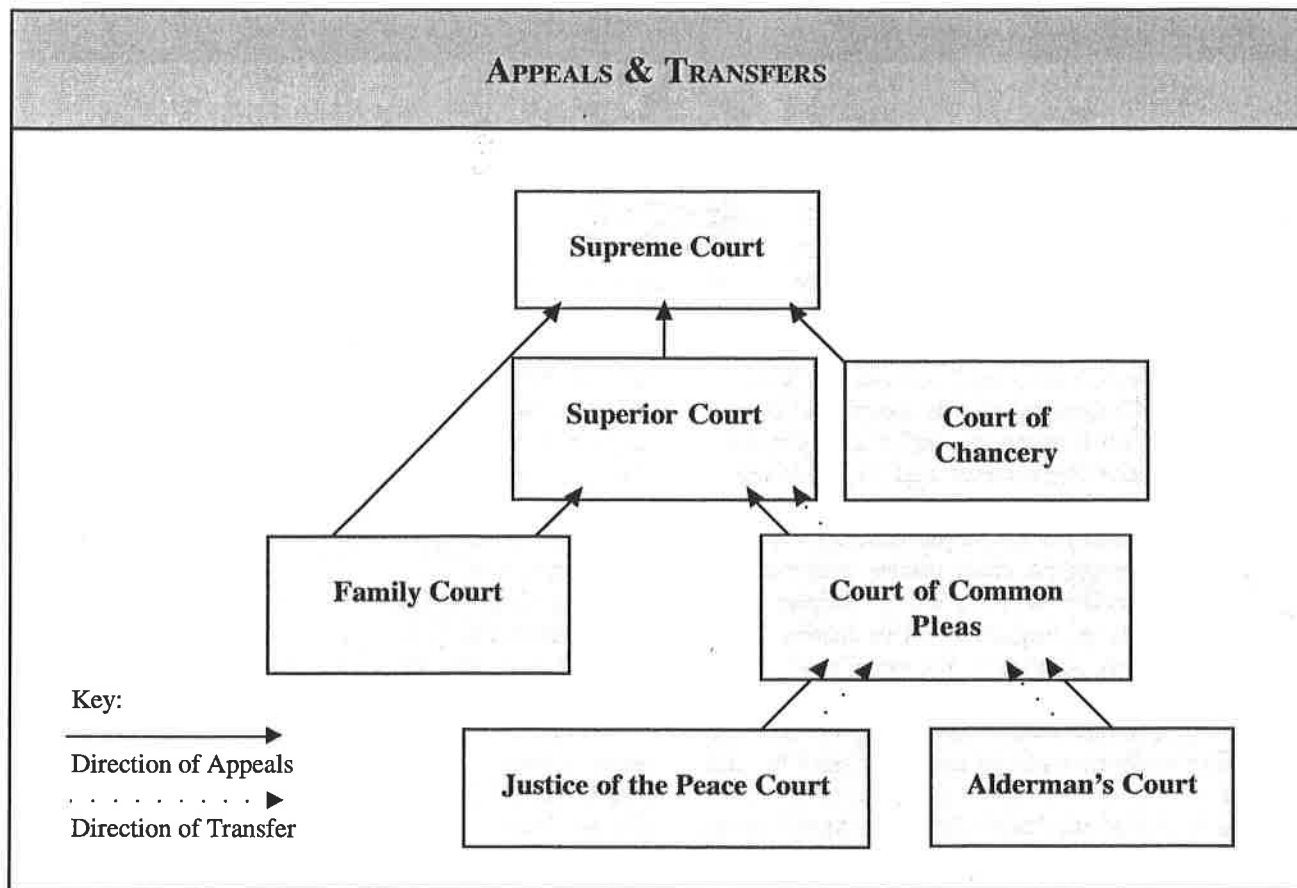 APPEALS & TRANSFERS
Supreme Court
Superior Court
Court of
Chancery
Family Court
Court of Common
Pleas
Key:
Direction of Appeals
Direction of Transfer
Justice of the Peace Court
Alderman's Court